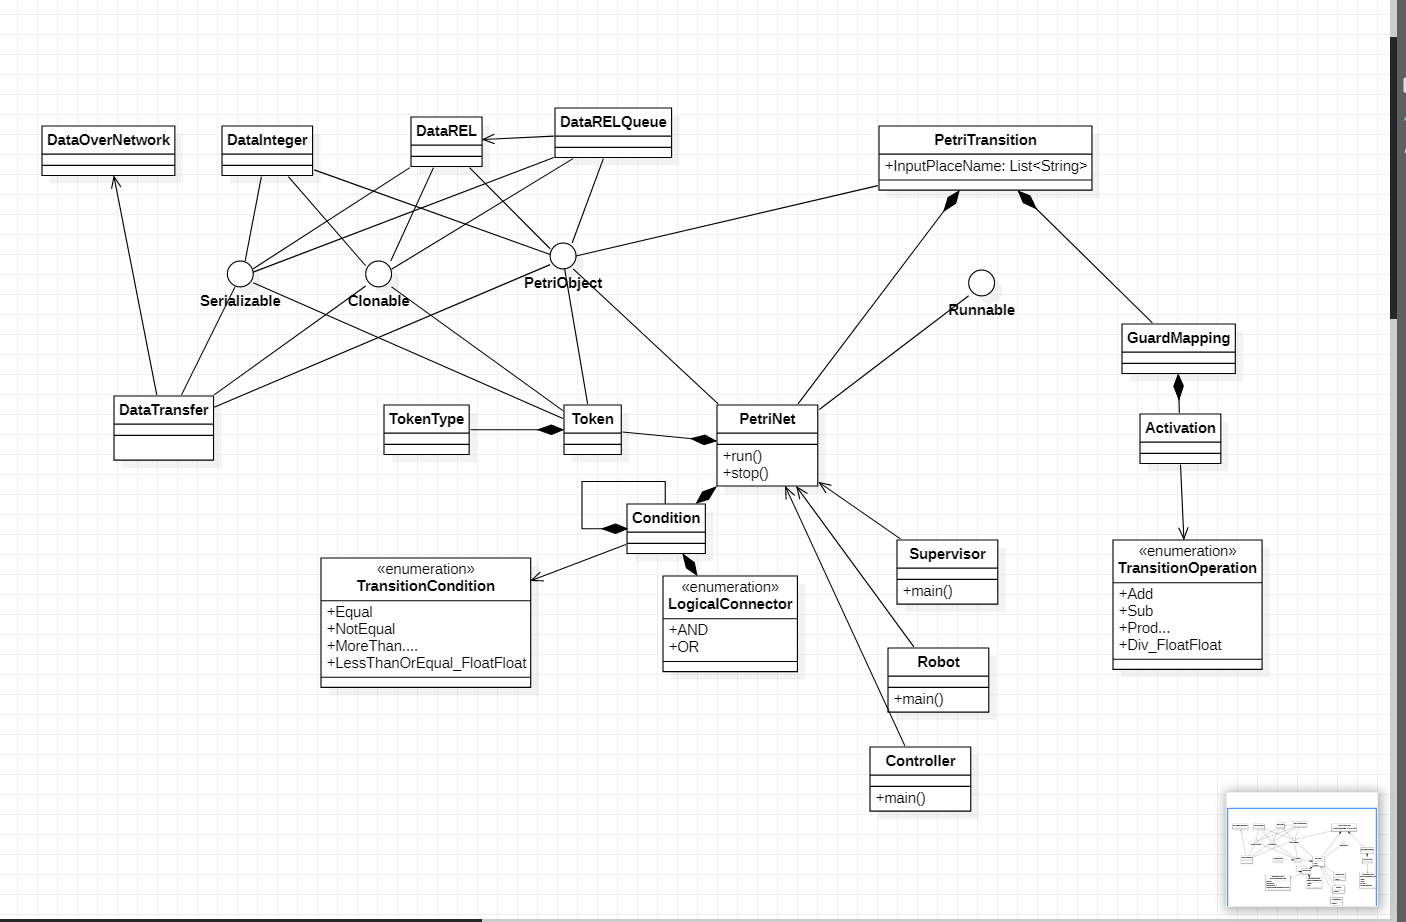 DataOverNetwork
DataInteger
DataREL
DataRELQueue
PetriTransition
+InputPlaceName: List<String>
Serializable
Clonable
PetriObject
Runnable
GuardMapping
DataTransfer
TokenType
Token
PetriNet
+run()
+stop()
Activation
Condition
Supervisor
+main()
«enumeration»
TransitionCondition
+Equal
+NotEqual
+MoreThan....
+LessThanOrEqual_FloatFloat
«enumeration»
LogicalConnector
+AND
+OR
«enumeration»
TransitionOperation
+Add
+Sub
+Prod...
+Div_FloatFloat
Robot
+main()
Controller
+main()